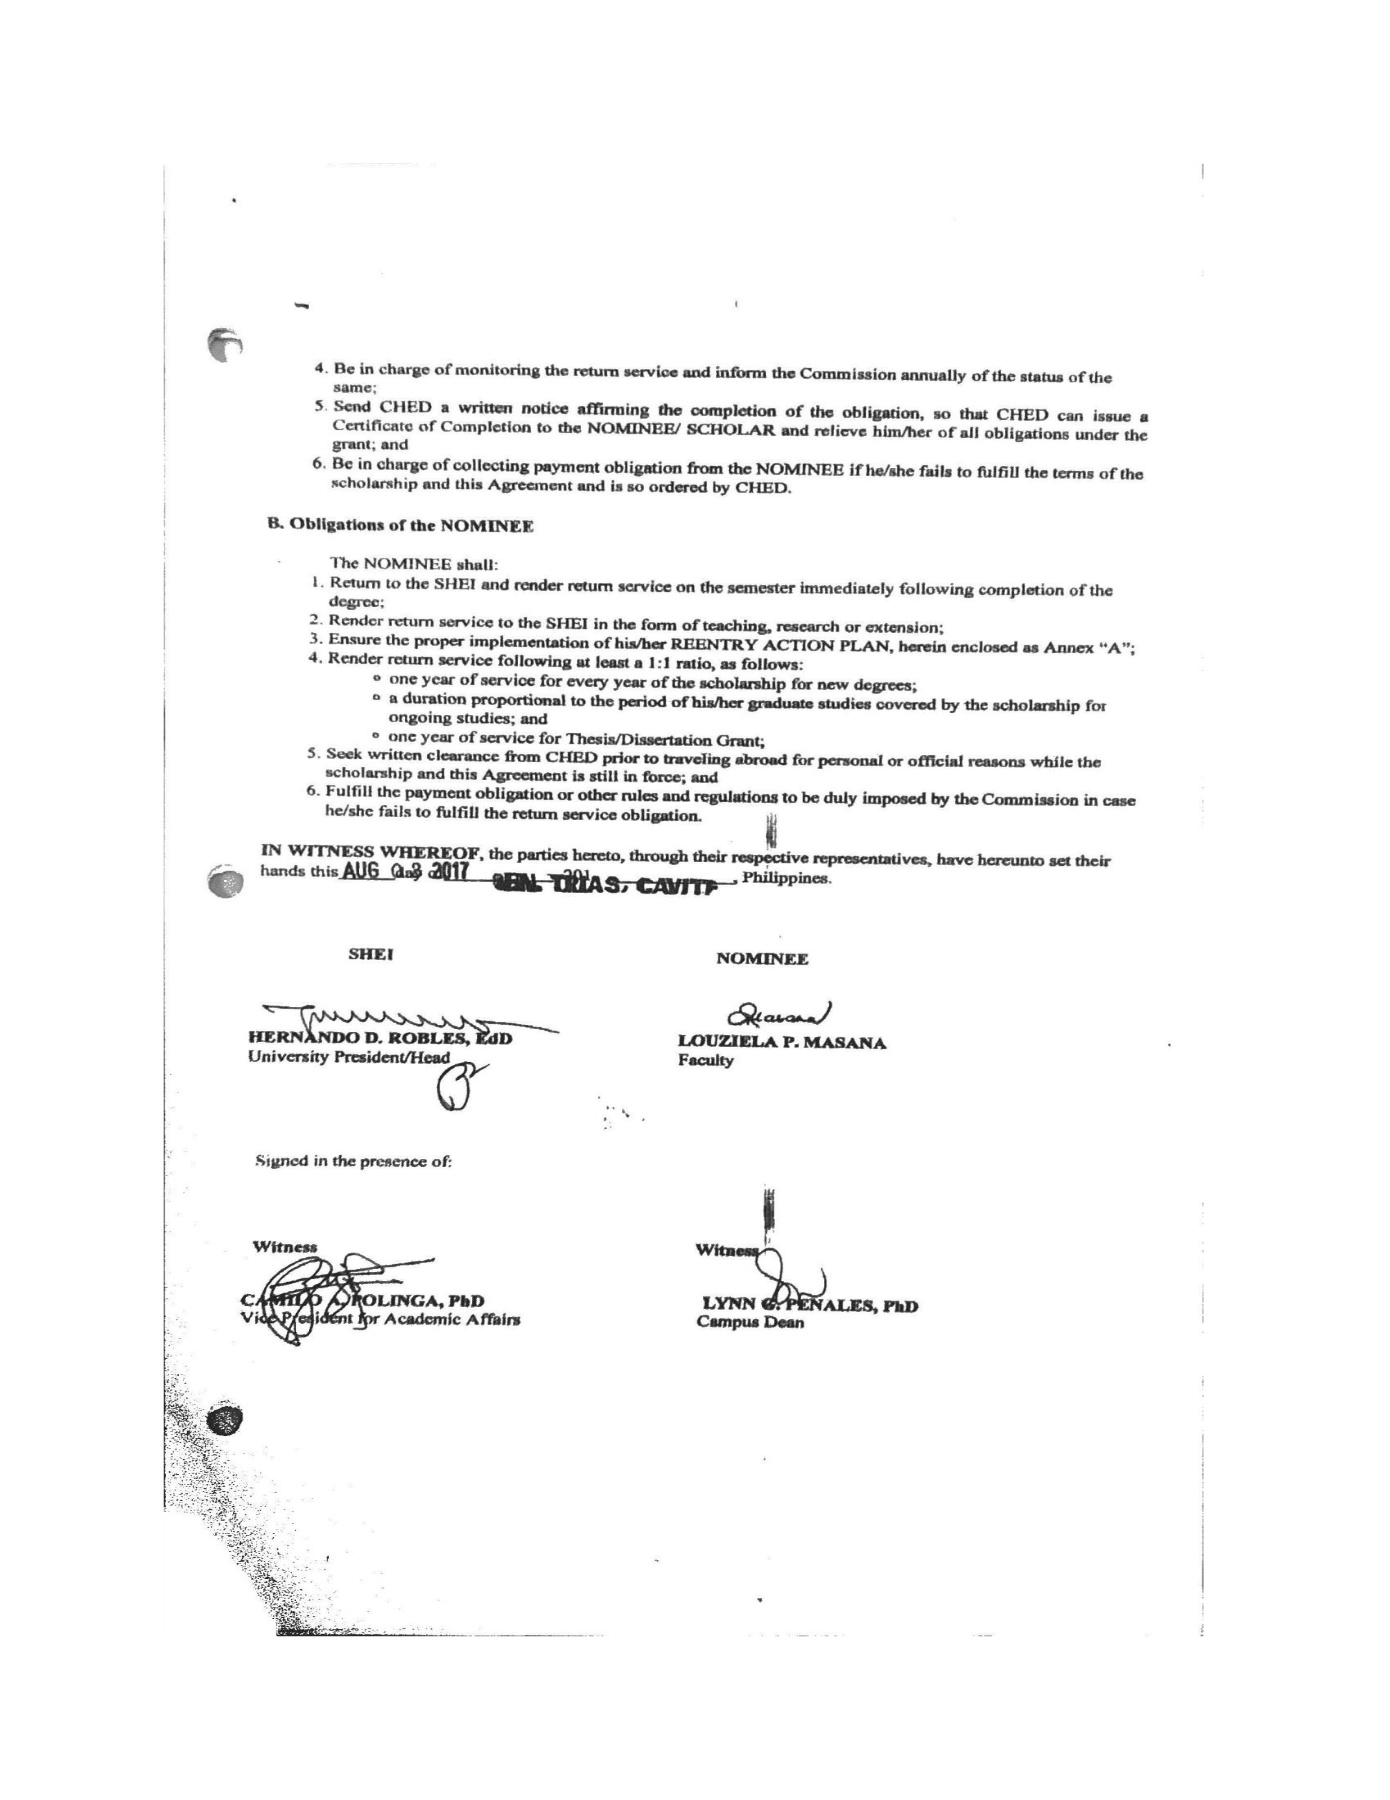 4. Be in charge of monitoring the return service and inform the Commission annually of the status of the
same;
5. Send CHED a written notice affirming the completion of the obligation, so that CHED can issue a
Certificate of Completion to the NOMINEE/ SCHOLAR and relieve him/her of all obligations under the
grant; and
6. Be in charge of collecting payment obligation from the NOMINEE if he/she fails to fulfill the terms of the
scholarship and this Agreement and is so ordered by CHED.
B. Obligations of the NOMINEE
The NOMINEE shall:
1. Return to the SHEI and render return service on the semester immediately following completion of the
degree;
2. Render return service to the SHEI in the form of teaching, research or extension;
3. Ensure the proper implementation of his/her REENTRY ACTION PLAN, herein enclosed as Annex “A”;
4. Render return service following at least a 1:1 ratio, as follows:
° one year of service for every year of the scholarship for new degrees;
° a duration proportional to the period of his/her graduate studies covered by the scholarship for
ongoing studies; and
° one year of service for Thesis/Dissertation Grant;
5. Seek written clearance from CHED prior to traveling abroad for personal or official reasons while the
scholarship and this Agreement is still in force; and
6. Fulfill the payment obligation or other rules and regulations to be duly imposed by the Commission in case
he/she fails to fulfill the return service obligation.
IN WITNESS WHEREOF, the parties hereto, through their respective representatives, have hereunto set their
hands this AUG 2017 GEN. TRIAS, CAVITE, Philippines.
SHEI NOMINEE
HERNANDO D. ROBLES, EdD LOUZIELA P. MASANA
University President/Head Faculty
Signed in the presence of:
Witness Witness
CAMILO A. POLINGA, PhD LYNN G. PENALES, PhD
Vice President for Academic Affairs Campus Dean